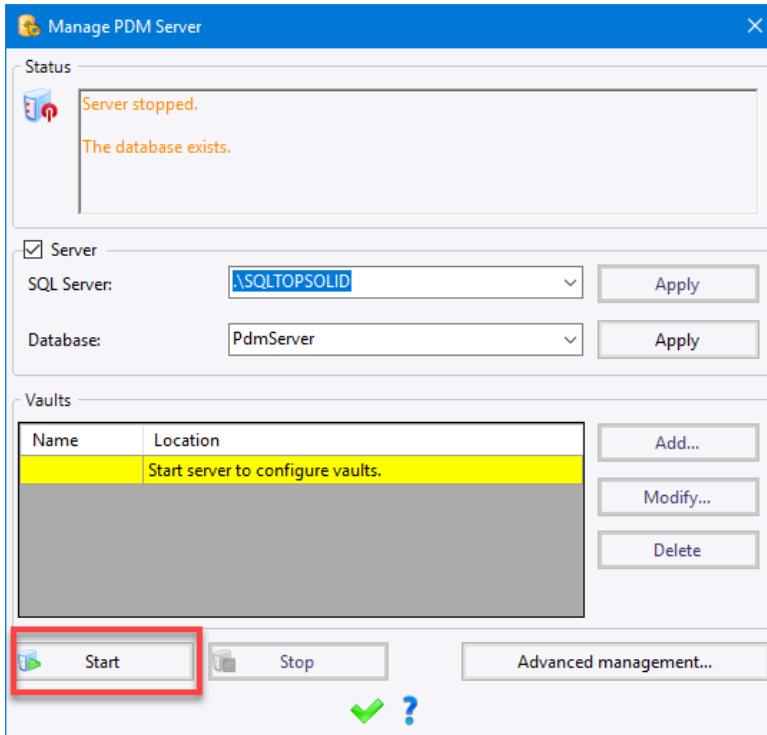 Manage PDM Server
Status
Server stopped.
The database exists.
Server
SQL Server:
.\SQLTOPSOLID
Apply
Database:
PdmServer
Apply
Vaults
Name Location
Start server to configure vaults.
Add...
Modify...
Delete
Start Stop Advanced management...
?